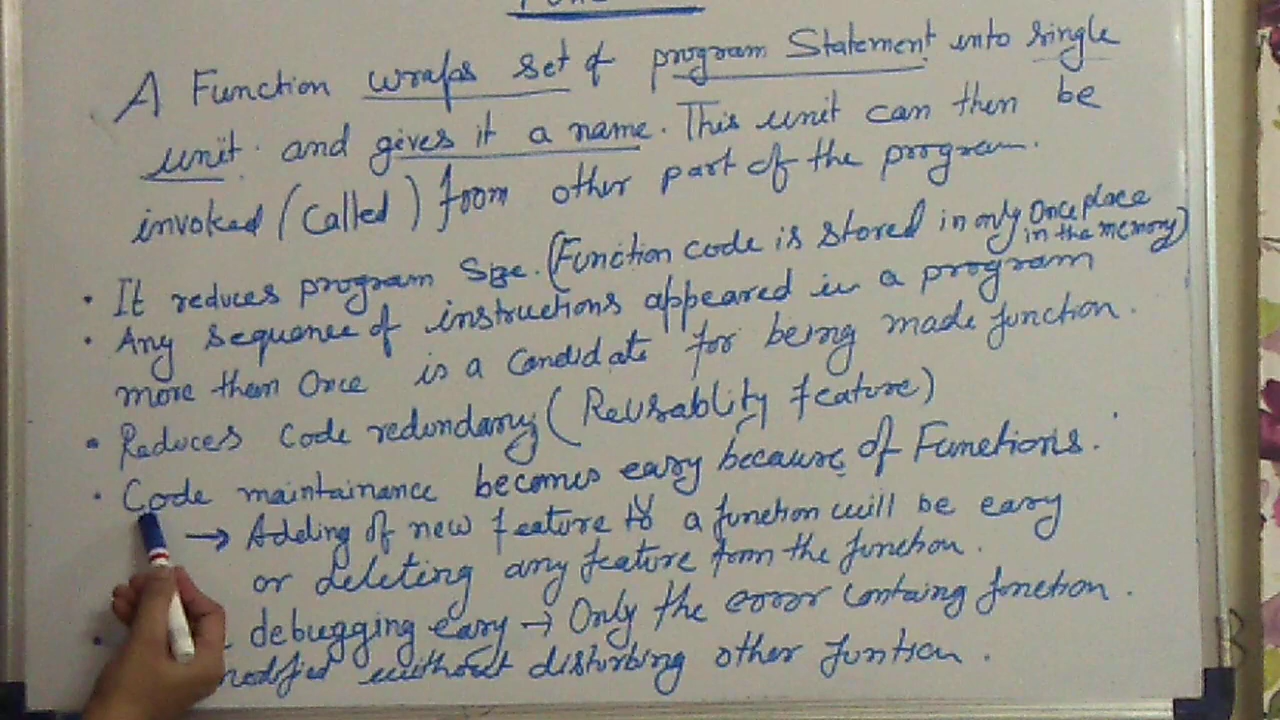 A Function wraps set of program Statement into single
unit. and gives it a name. This unit can then be
invoked (Called) from other part of the program.
• It reduces program Size. (Function code is stored in only Once place in the memory)
• Any Sequence of instructions appeared in a program
more then Once is a Candidate for being made function.
• Reduces Code redundany (Reusablity feature)
• Code maintainance becomes easy because of Functions.
→ Adding of new feature to a function will be easy
or deleting any feature form the function.
• debugging easy → Only the error containg function.
modified without disturbing other funtion.